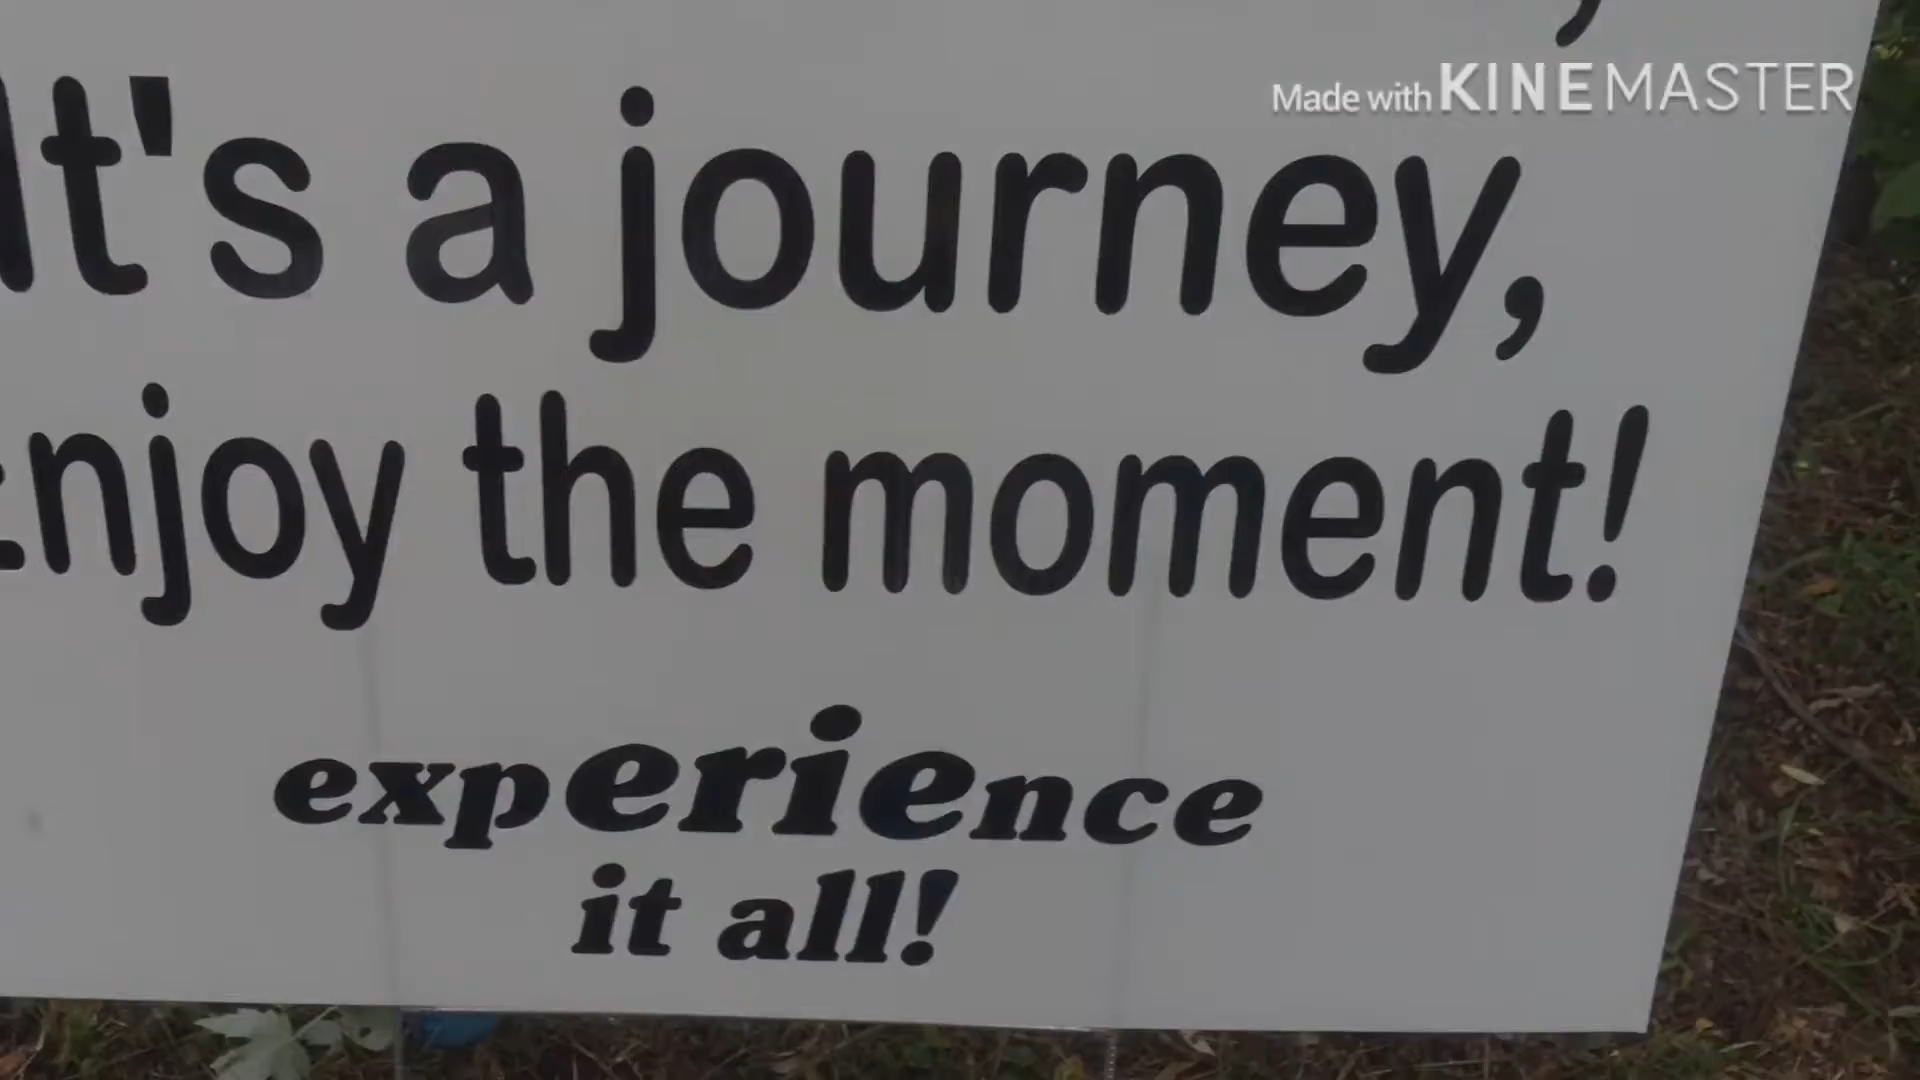 Made with KINEMASTER
It's a journey,
Enjoy the moment!
experience
it all!